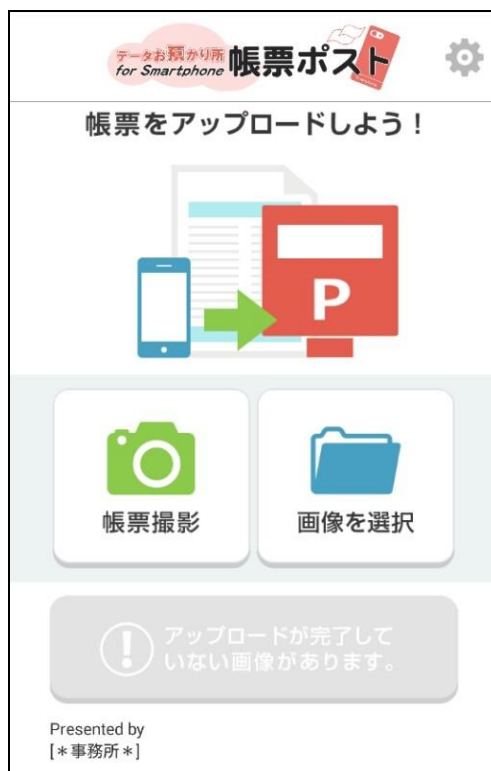 データお預かり所
for Smartphone 帳票ポスト
帳票をアップロードしよう！
P
帳票撮影
画像を選択
！アップロードが完了して
いない画像があります。
Presented by
[＊事務所＊]